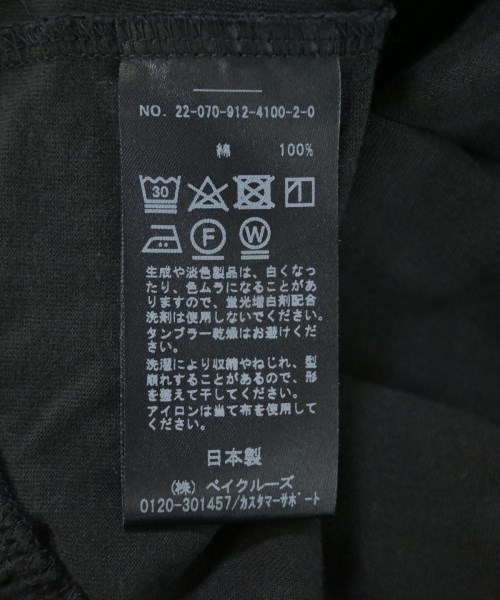 NO. 22-070-912-4100-2-0
綿 100%
30
F W
生成や淡色製品は、白くなっ
たり、色ムラになることがあ
りますので、蛍光増白剤配合
洗剤は使用しないでください。
タンブラー乾燥はお避けください。
洗濯により収縮やねじれ、型
崩れすることがあるので、形
を整えて干してください。
アイロンは当て布を使用して
ください。
日本製
(株) ベイクルーズ
0120-301457/カスタマーサポート